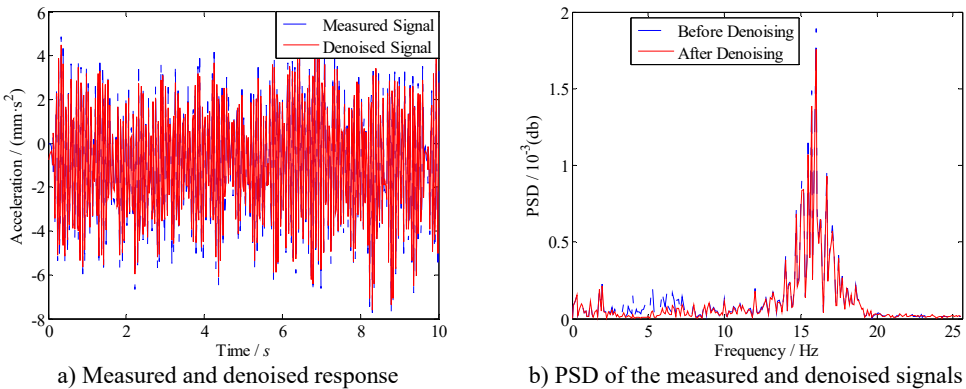 6
4
2
0
-2
-4
-6
-8
Acceleration / (mm·s²)
Measured Signal
Denoised Signal
0 2 4 6 8 10
Time / s
a) Measured and denoised response
2
1.5
1
0.5
0
PSD / 10⁻³(db)
Before Denoising
After Denoising
0 5 10 15 20 25
Frequency / Hz
b) PSD of the measured and denoised signals